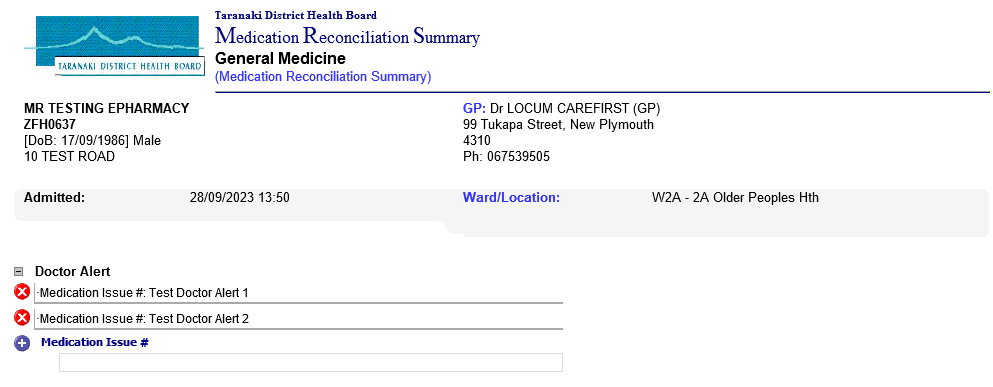 TARANAKI DISTRICT HEALTH BOARD
Taranaki District Health Board
Medication Reconciliation Summary
General Medicine
(Medication Reconciliation Summary)
MR TESTING EPHARMACY
ZFH0637
[DoB: 17/09/1986] Male
10 TEST ROAD
GP: Dr LOCUM CAREFIRST (GP)
99 Tukapa Street, New Plymouth
4310
Ph: 067539505
Admitted: 28/09/2023 13:50
Ward/Location: W2A - 2A Older Peoples Hth
Doctor Alert
·Medication Issue #: Test Doctor Alert 1
·Medication Issue #: Test Doctor Alert 2
Medication Issue #